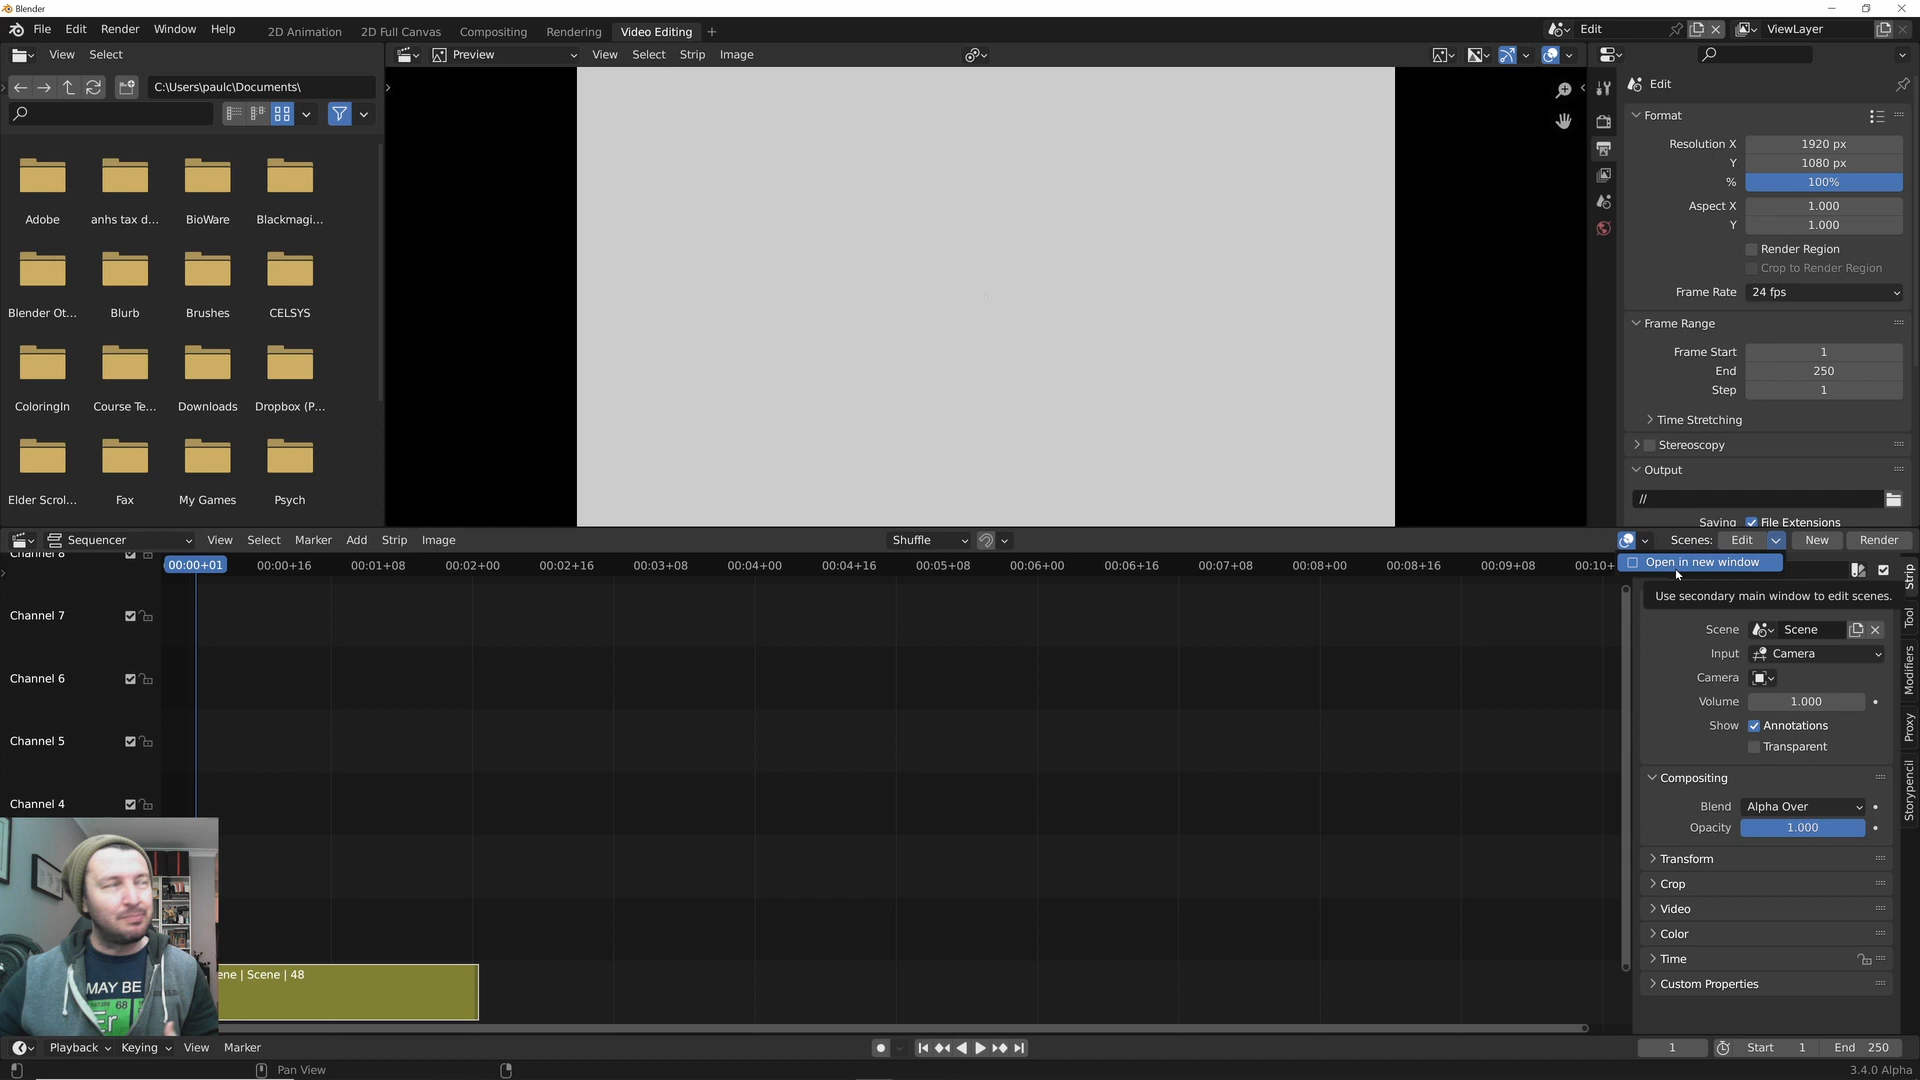 Blender
File Edit Render Window Help 2D Animation 2D Full Canvas Compositing Rendering Video Editing + Edit ViewLayer
View Select Preview View Select Strip Image
C:\Users\paulc\Documents\
Edit
Format
Resolution X 1920 px
Y 1080 px
% 100%
Aspect X 1.000
Y 1.000
Render Region
Crop to Render Region
Frame Rate 24 fps
Frame Range
Frame Start 1
End 250
Step 1
Time Stretching
Stereoscopy
Output
//
Saving File Extensions
Adobe anhs tax d... BioWare Blackmagi...
Blender Ot... Blurb Brushes CELSYS
ColoringIn Course Te... Downloads Dropbox (P...
Elder Scrol... Fax My Games Psych
Sequencer View Select Marker Add Strip Image Shuffle Scenes: Edit New Render
Channel 8 00:00+01 00:00+16 00:01+08 00:02+00 00:02+16 00:03+08 00:04+00 00:04+16 00:05+08 00:06+00 00:06+16 00:07+08 00:08+00 00:08+16 00:09+08 00:10+
Open in new window
Use secondary main window to edit scenes.
Channel 7
Channel 6
Channel 5
Channel 4
Scene Scene
Input Camera
Camera
Volume 1.000
Show Annotations
Transparent
Compositing
Blend Alpha Over
Opacity 1.000
Transform
Crop
Video
Color
Time
Custom Properties
Strip
Tool
Modifiers
Proxy
Storypencil
ene | Scene | 48
MAY BE
68
Er
Playback Keying View Marker 1 Start 1 End 250
Pan View 3.4.0 Alpha